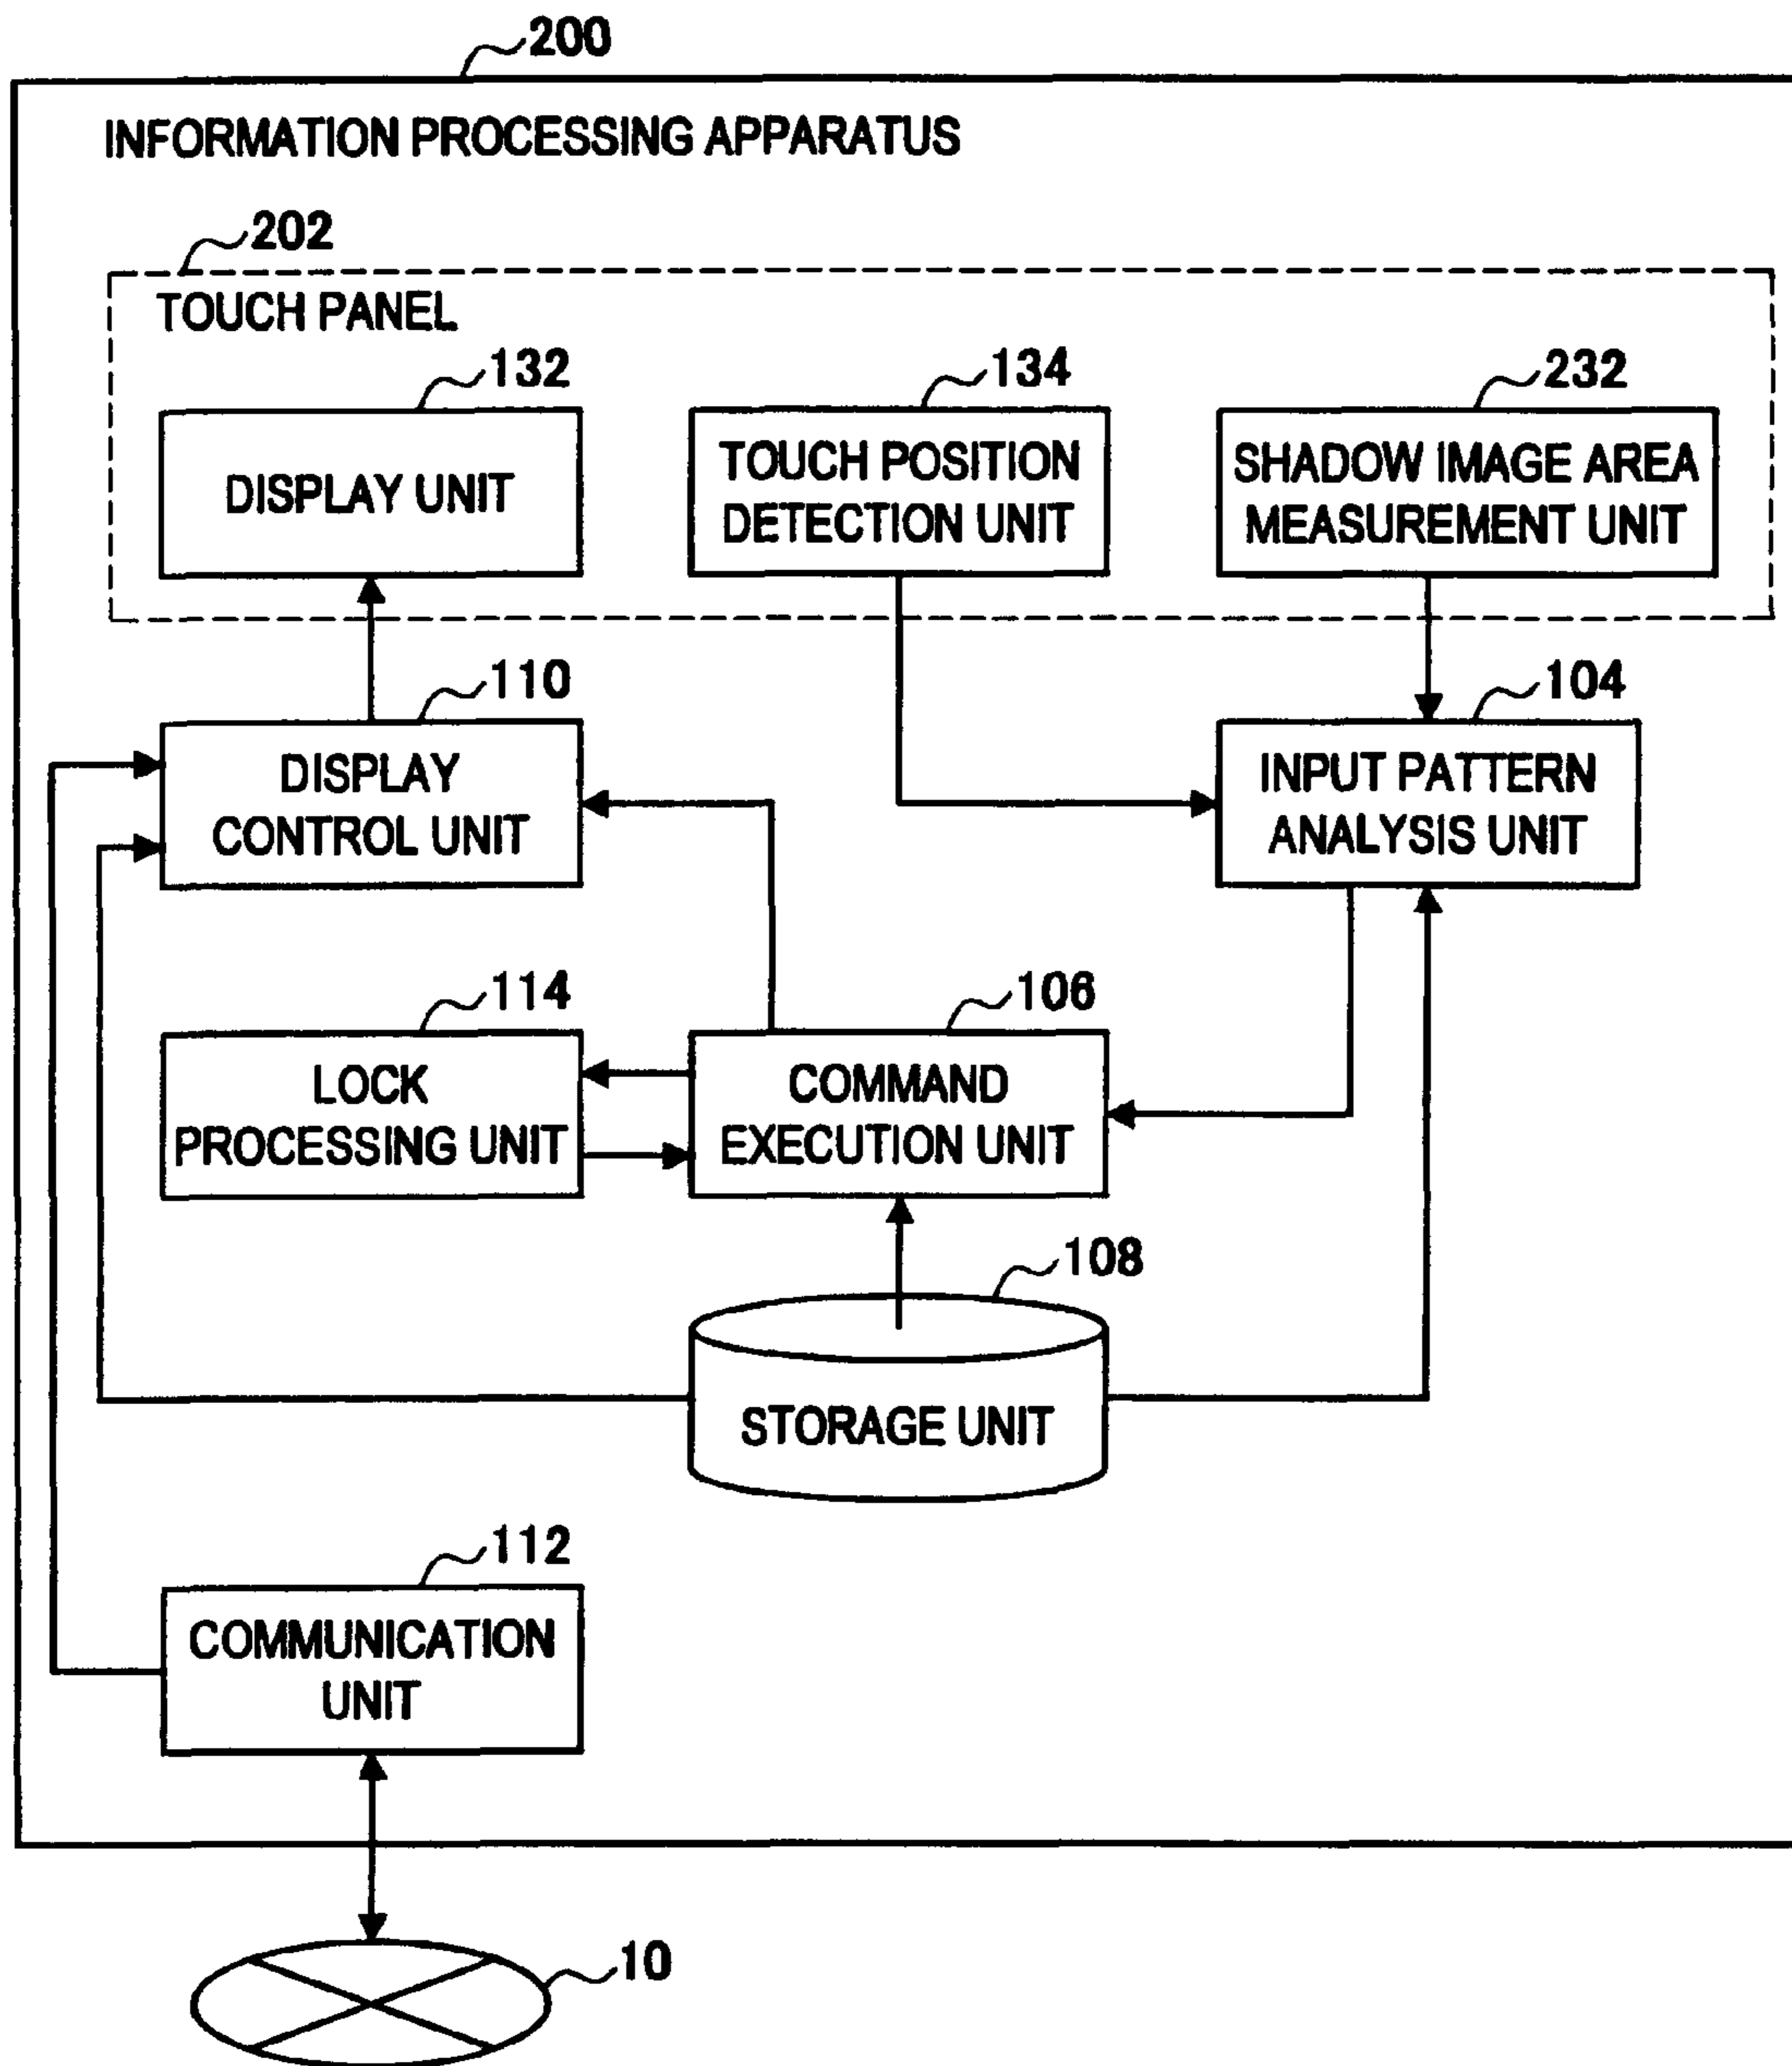 200
INFORMATION PROCESSING APPARATUS
202
TOUCH PANEL
132
134
232
DISPLAY UNIT
TOUCH POSITION
DETECTION UNIT
SHADOW IMAGE AREA
MEASUREMENT UNIT
110
104
DISPLAY
CONTROL UNIT
INPUT PATTERN
ANALYSIS UNIT
114
106
LOCK
PROCESSING UNIT
COMMAND
EXECUTION UNIT
108
STORAGE UNIT
112
COMMUNICATION
UNIT
10